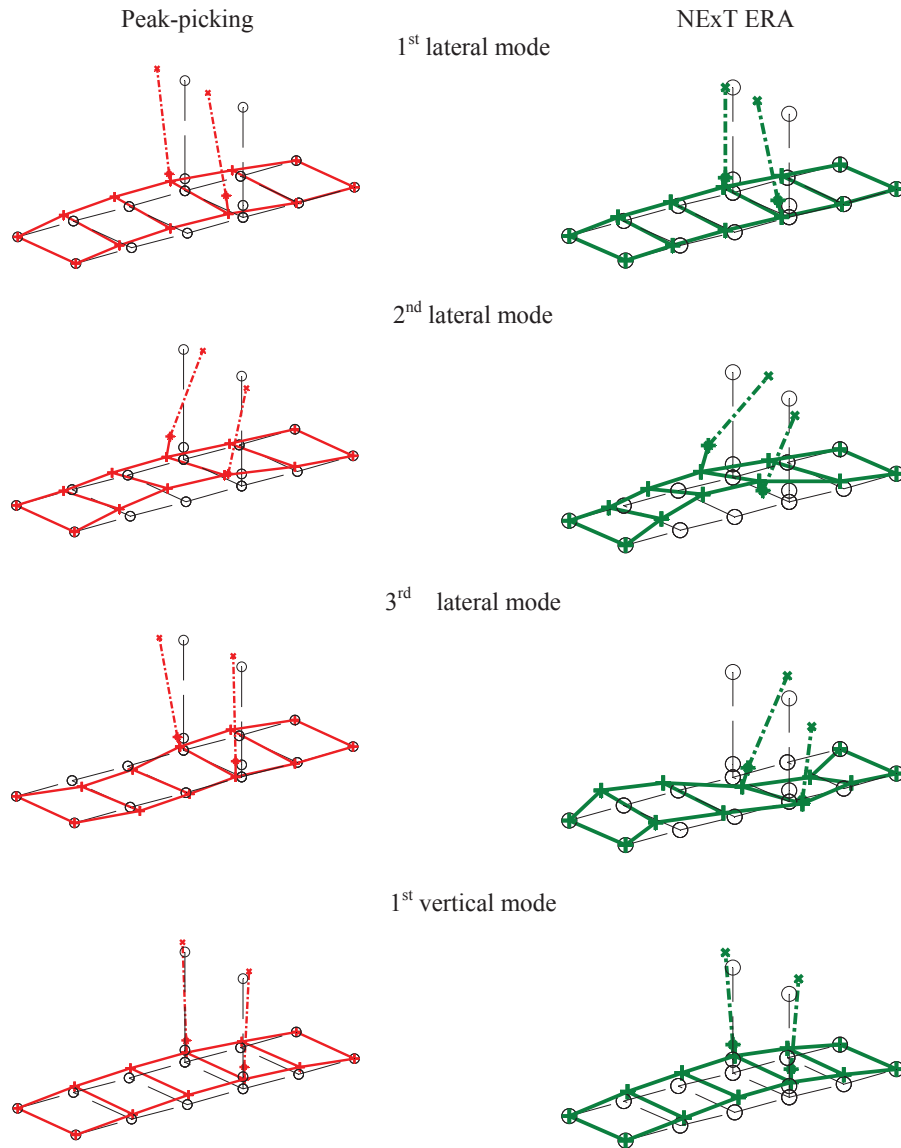 Peak-picking NExT ERA
1st lateral mode
2nd lateral mode
3rd lateral mode
1st vertical mode